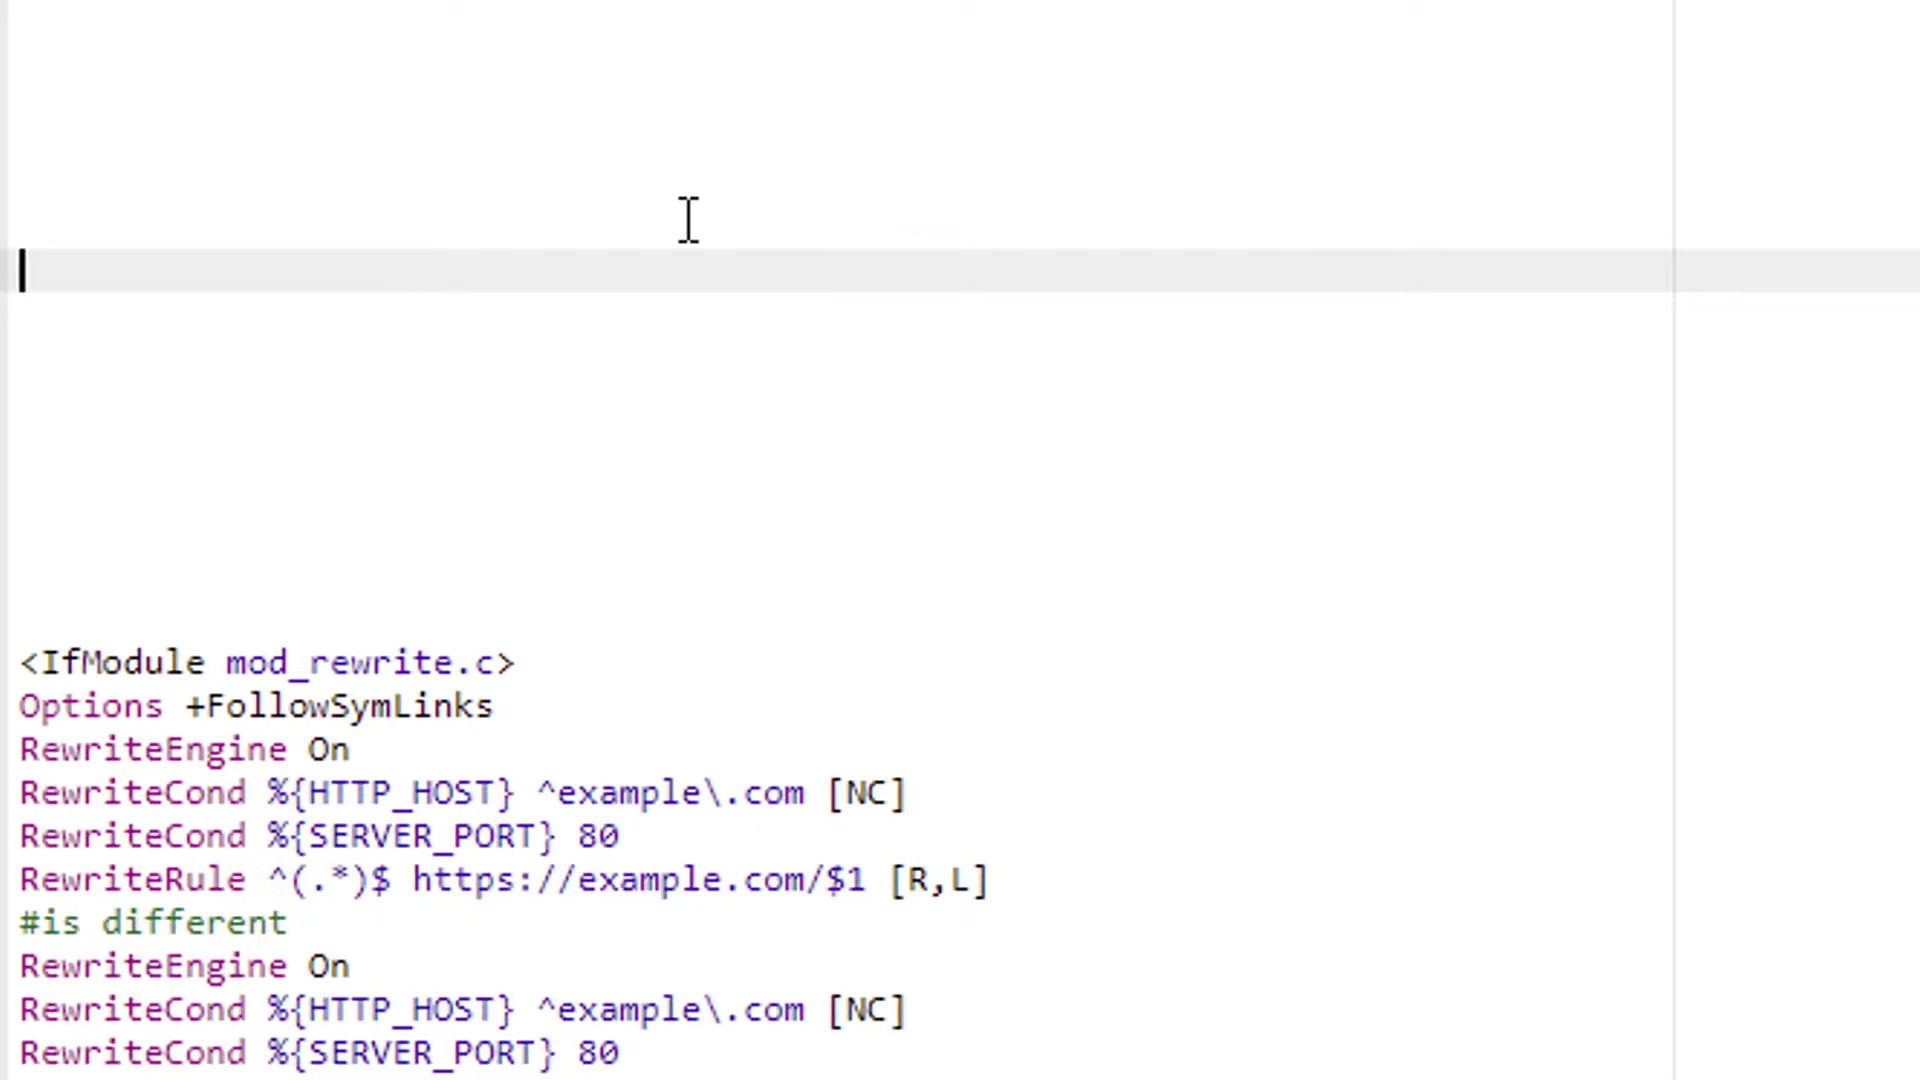 <IfModule mod_rewrite.c>
Options +FollowSymLinks
RewriteEngine On
RewriteCond %{HTTP_HOST} ^example\.com [NC]
RewriteCond %{SERVER_PORT} 80
RewriteRule ^(.*)$ https://example.com/$1 [R,L]
#is different
RewriteEngine On
RewriteCond %{HTTP_HOST} ^example\.com [NC]
RewriteCond %{SERVER_PORT} 80